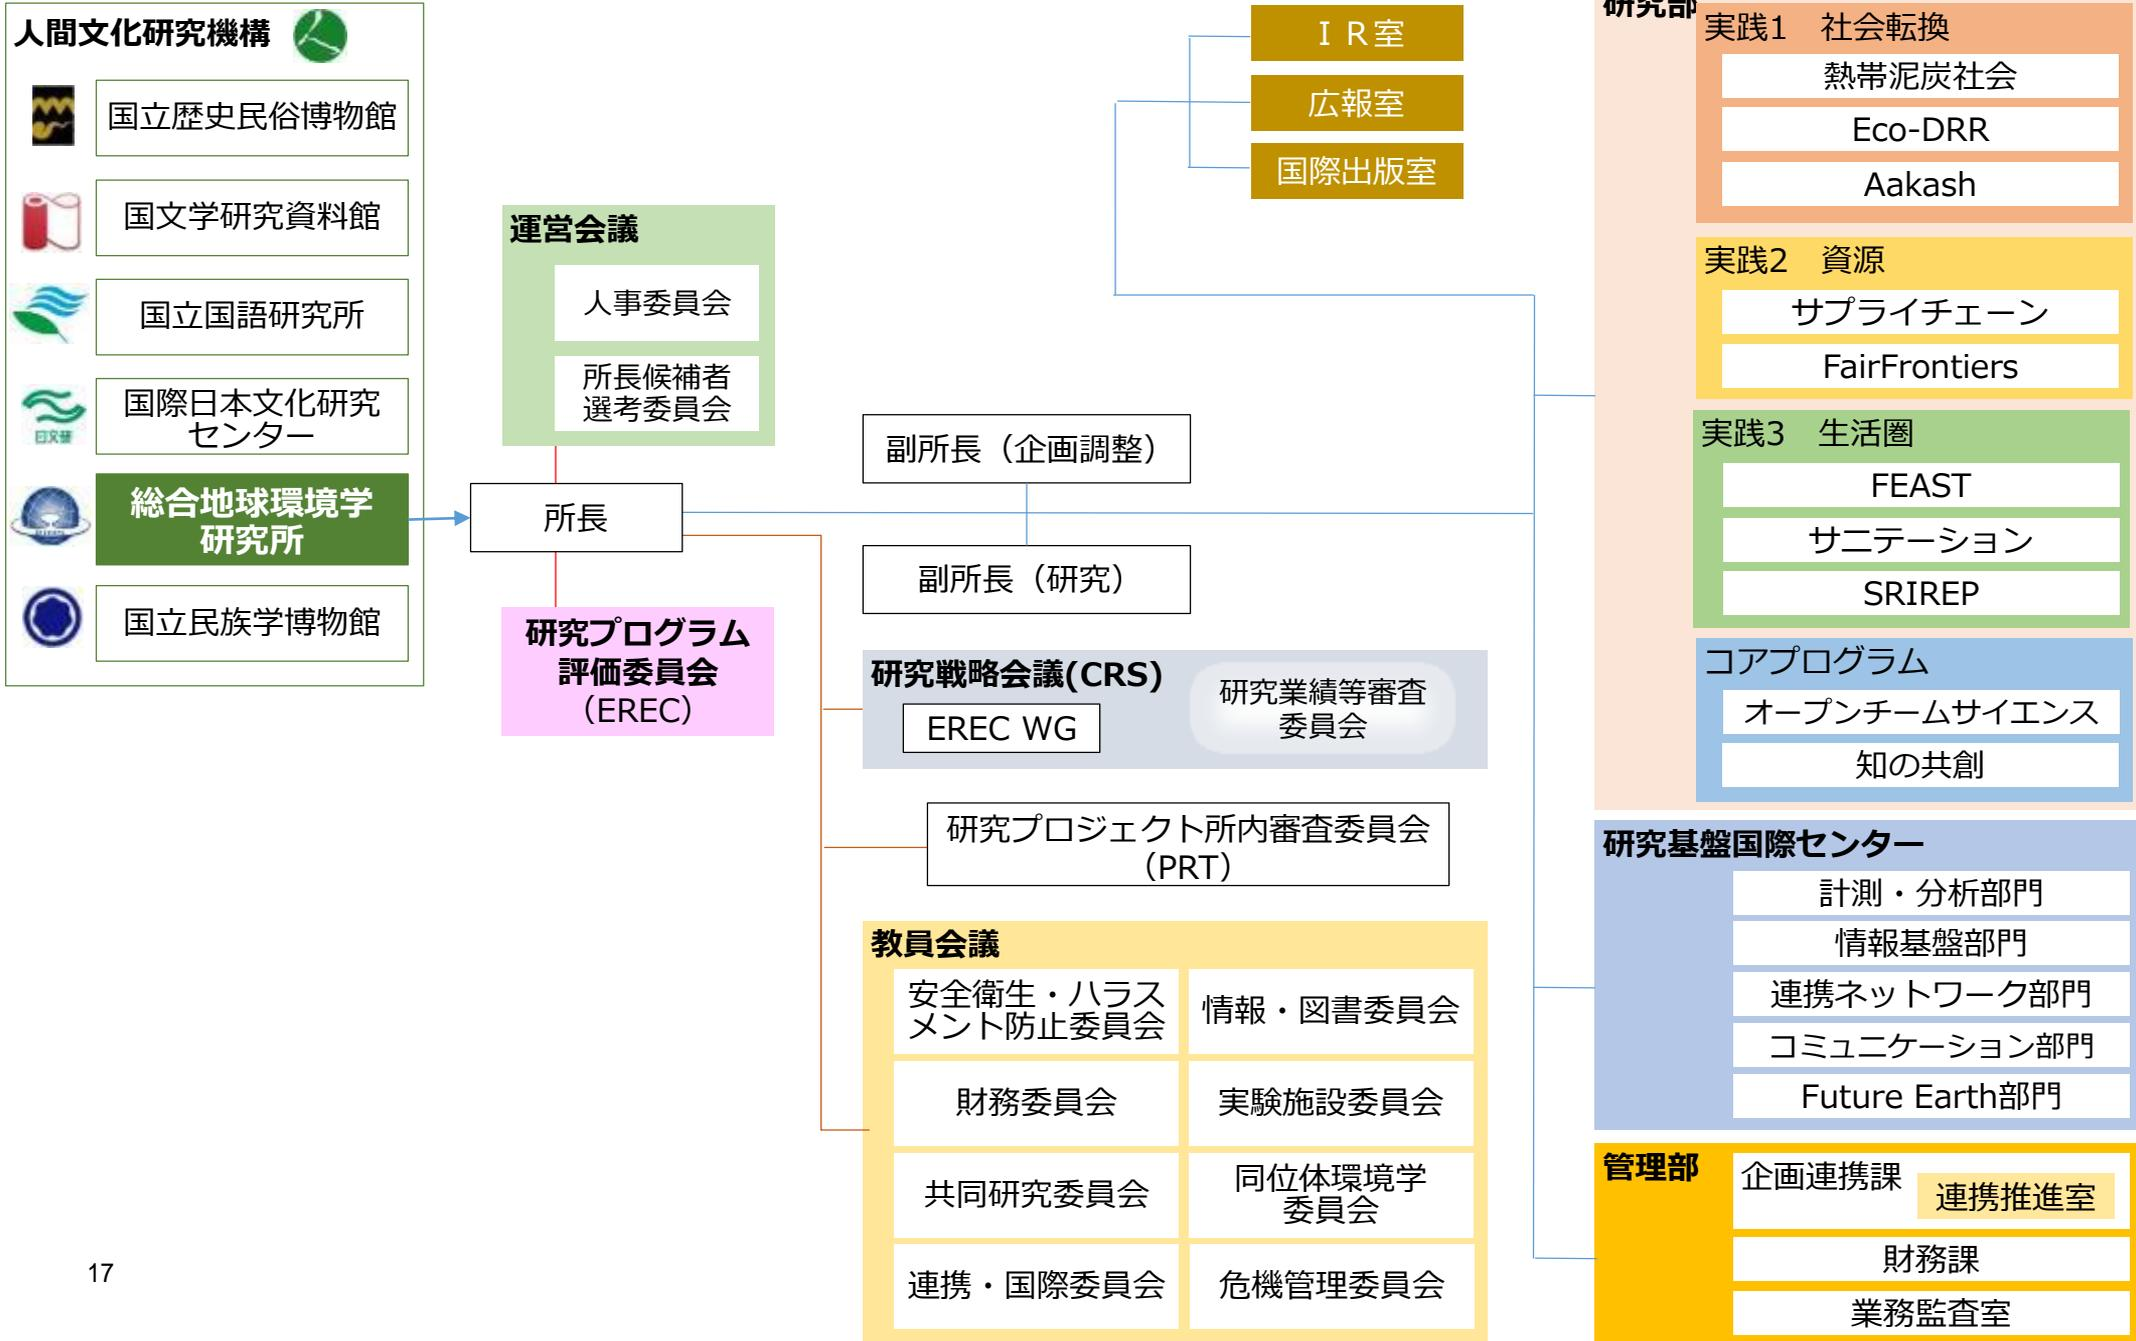 人間文化研究機構
国立歴史民俗博物館
国文学研究資料館
国立国語研究所
国際日本文化研究
センター
日文研
総合地球環境学
研究所
国立民族学博物館
運営会議
人事委員会
所長候補者
選考委員会
所長
研究プログラム
評価委員会
（EREC）
ＩＲ室
広報室
国際出版室
副所長（企画調整）
副所長（研究）
研究戦略会議(CRS)
EREC WG
研究業績等審査
委員会
研究プロジェクト所内審査委員会
（PRT）
教員会議
安全衛生・ハラス
メント防止委員会
情報・図書委員会
財務委員会
実験施設委員会
共同研究委員会
同位体環境学
委員会
連携・国際委員会
危機管理委員会
研究部
実践1　社会転換
熱帯泥炭社会
Eco-DRR
Aakash
実践2　資源
サプライチェーン
FairFrontiers
実践3　生活圏
FEAST
サニテーション
SRIREP
コアプログラム
オープンチームサイエンス
知の共創
研究基盤国際センター
計測・分析部門
情報基盤部門
連携ネットワーク部門
コミュニケーション部門
Future Earth部門
管理部
企画連携課
連携推進室
財務課
業務監査室
17